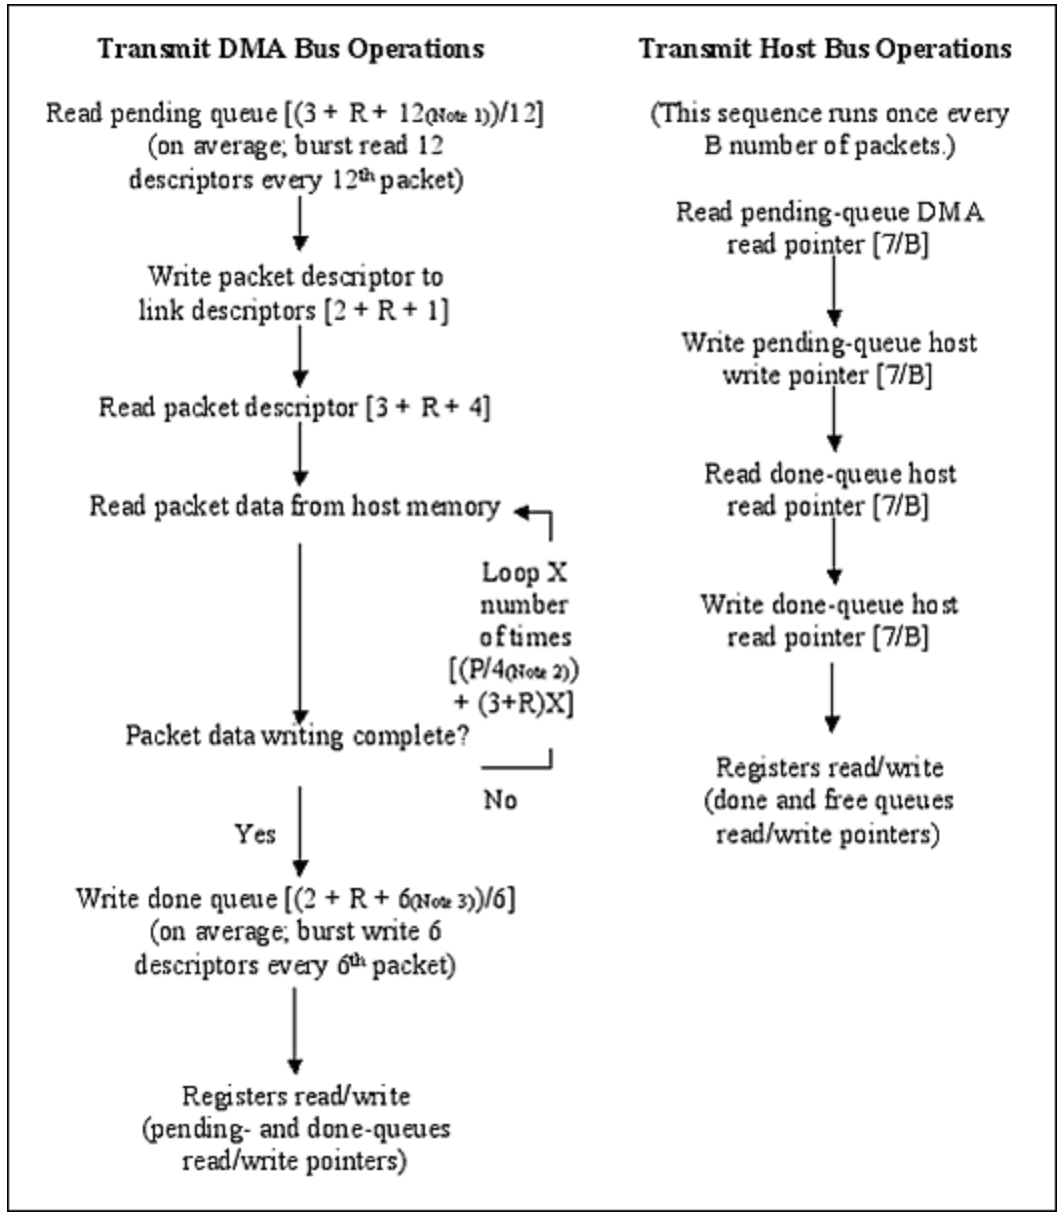 Transmit DMA Bus Operations
Read pending queue [(3 + R + 12(Note 1))/12]
(on average; burst read 12
descriptors every 12th packet)
Write packet descriptor to
link descriptors [2 + R + 1]
Read packet descriptor [3 + R + 4]
Read packet data from host memory
Loop X
number
of times
[(P/4(Note 2))
+ (3+R)X]
Packet data writing complete?
No
Yes
Write done queue [(2 + R + 6(Note 3))/6]
(on average; burst write 6
descriptors every 6th packet)
Registers read/write
(pending- and done-queues
read/write pointers)
Transmit Host Bus Operations
(This sequence runs once every
B number of packets.)
Read pending-queue DMA
read pointer [7/B]
Write pending-queue host
write pointer [7/B]
Read done-queue host
read pointer [7/B]
Write done-queue host
read pointer [7/B]
Registers read/write
(done and free queues
read/write pointers)